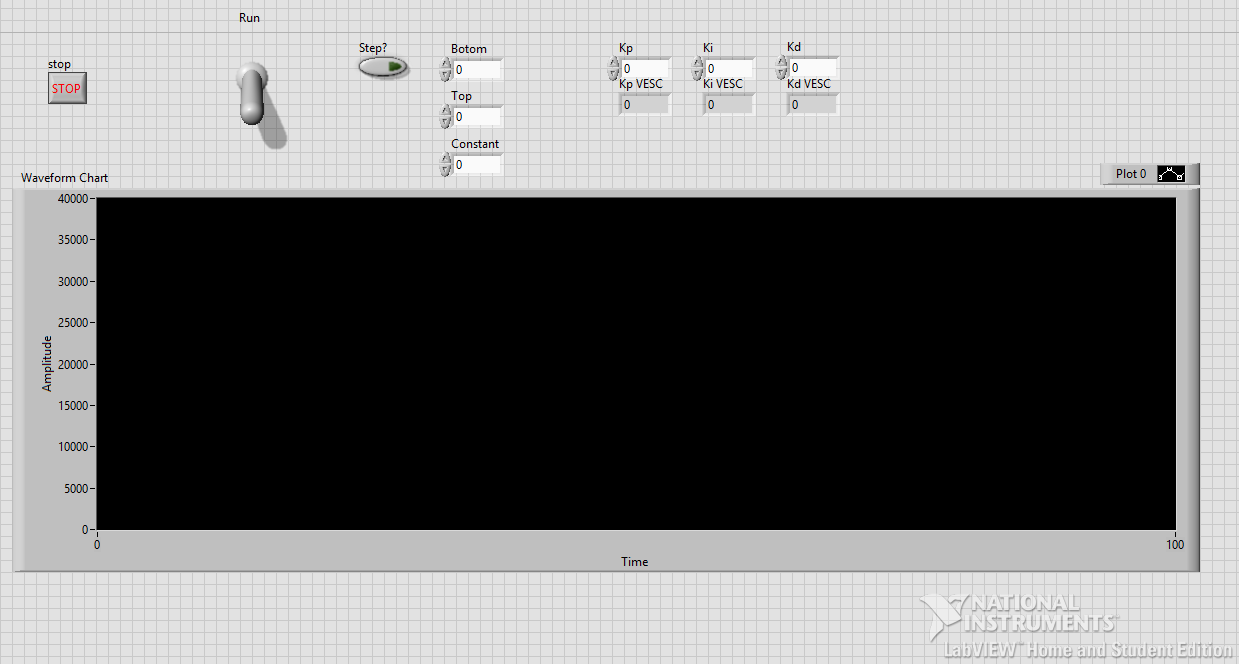 Run
stop
STOP
Step?
Botom
0
Top
0
Constant
0
Kp
0
Kp VESC
0
Ki
0
Ki VESC
0
Kd
0
Kd VESC
0
Waveform Chart
Plot 0
40000
35000
30000
25000
20000
15000
10000
5000
0
Amplitude
0
100
Time
NATIONAL
INSTRUMENTS™
LabVIEW™ Home and Student Edition